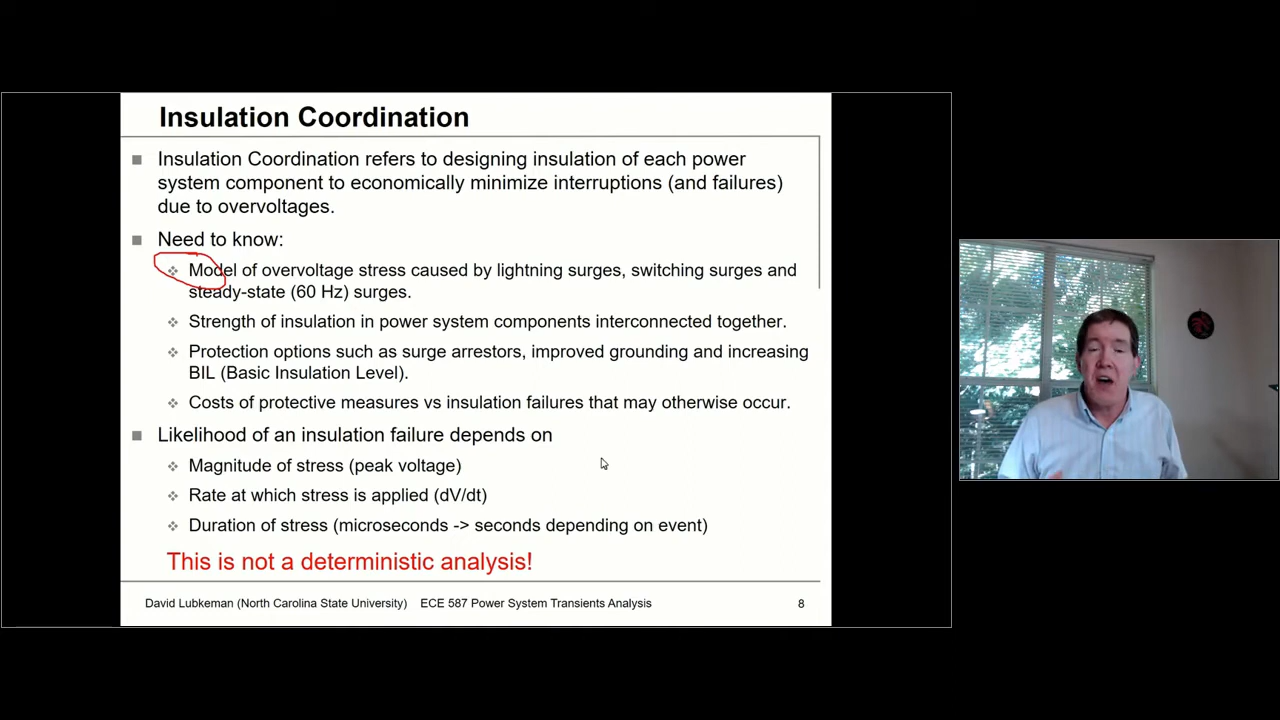 Insulation Coordination
Insulation Coordination refers to designing insulation of each power
system component to economically minimize interruptions (and failures)
due to overvoltages.
Need to know:
Model of overvoltage stress caused by lightning surges, switching surges and
steady-state (60 Hz) surges.
Strength of insulation in power system components interconnected together.
Protection options such as surge arrestors, improved grounding and increasing
BIL (Basic Insulation Level).
Costs of protective measures vs insulation failures that may otherwise occur.
Likelihood of an insulation failure depends on
Magnitude of stress (peak voltage)
Rate at which stress is applied (dV/dt)
Duration of stress (microseconds -> seconds depending on event)
This is not a deterministic analysis!
David Lubkeman (North Carolina State University) ECE 587 Power System Transients Analysis 8